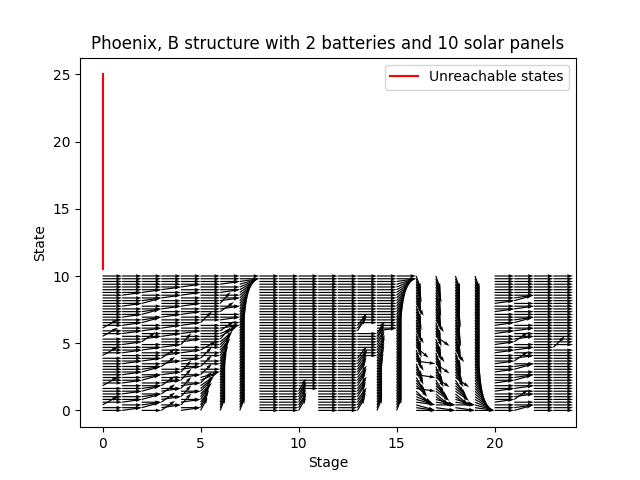 Phoenix, B structure with 2 batteries and 10 solar panels
Unreachable states
25
20
15
10
5
0
State
0 5 10 15 20
Stage